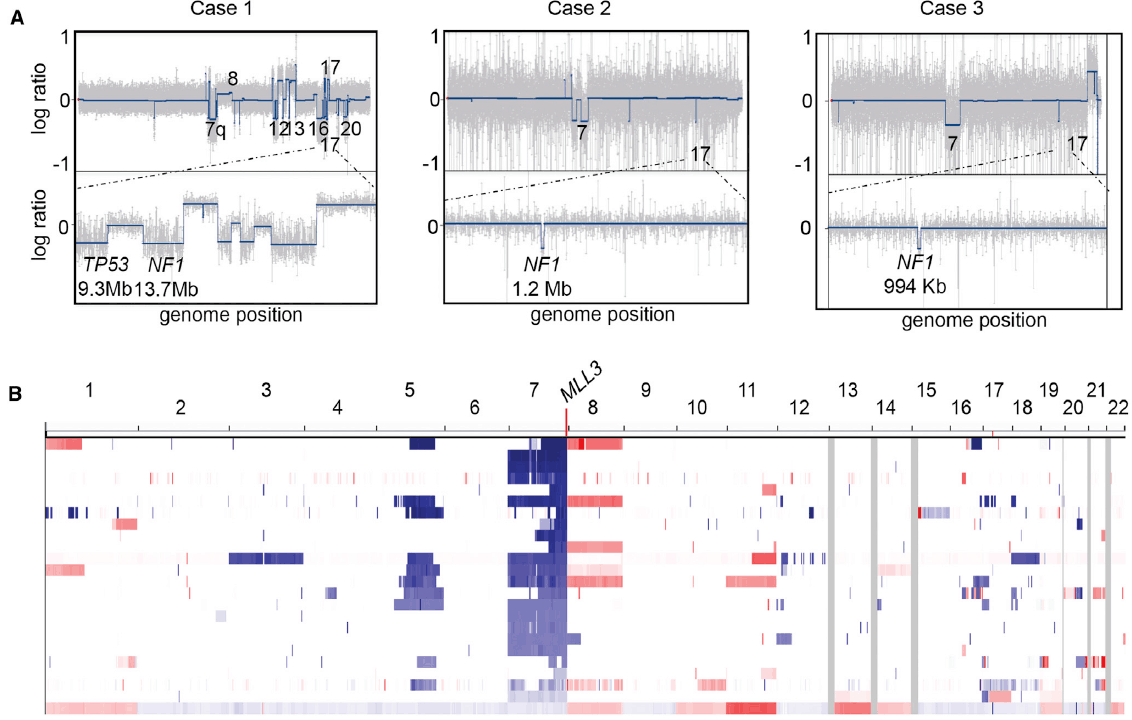 A
Case 1
Case 2
Case 3
1
0
-1
log ratio
8
17
7q
12
13
16
20
17
0
log ratio
TP53
NF1
9.3Mb
13.7Mb
genome position
1
0
-1
7
17
0
NF1
1.2 Mb
genome position
1
0
-1
7
17
0
NF1
994 Kb
genome position
B
MLL3
1 3 5 7 9 11 13 15 17 19 21
2 4 6 8 10 12 14 16 18 20 22